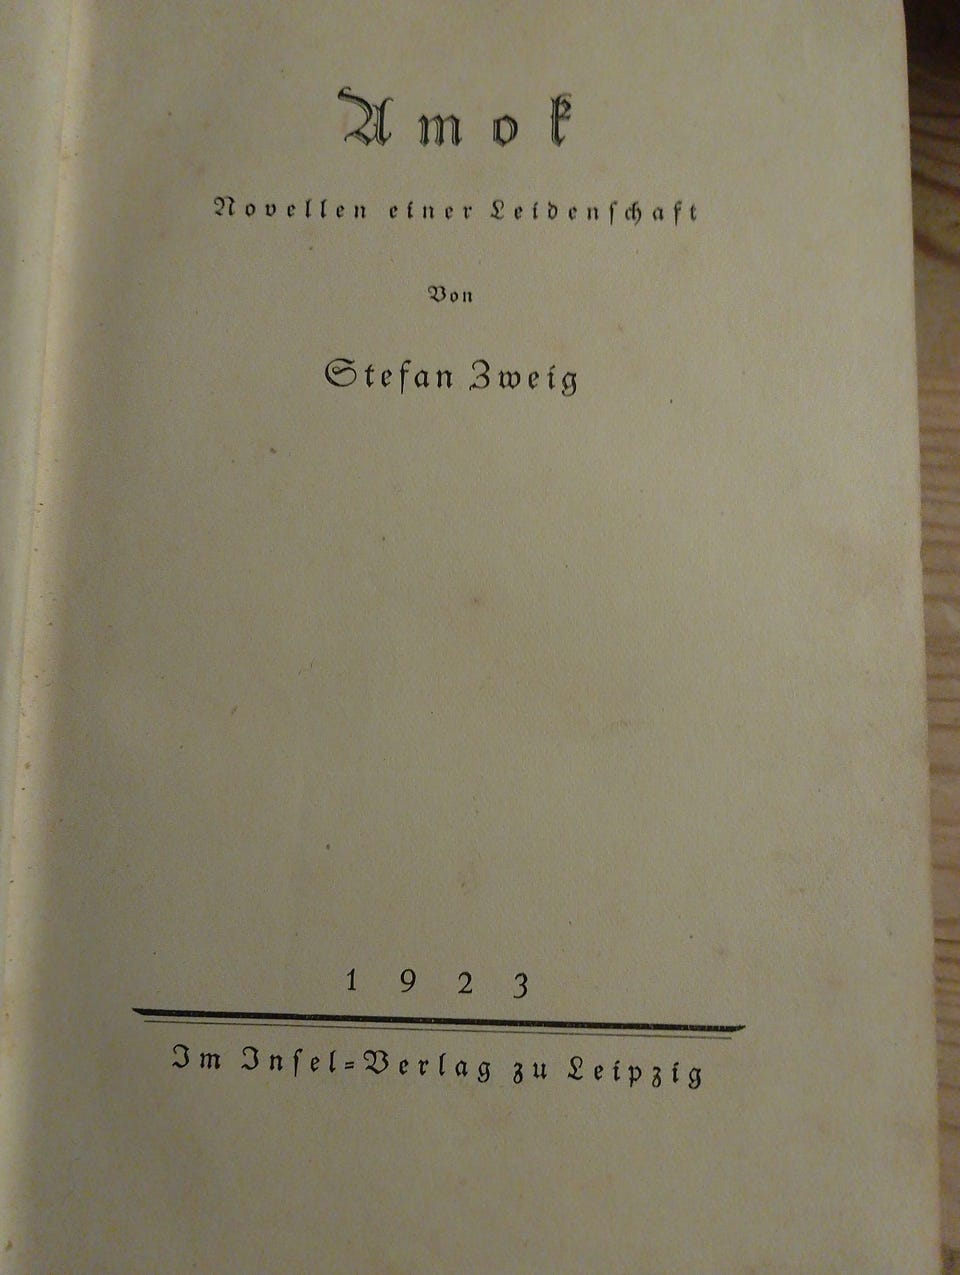 Amok
Novellen einer Leidenschaft
Von
Stefan Zweig
1923
Im Insel=Verlag zu Leipzig